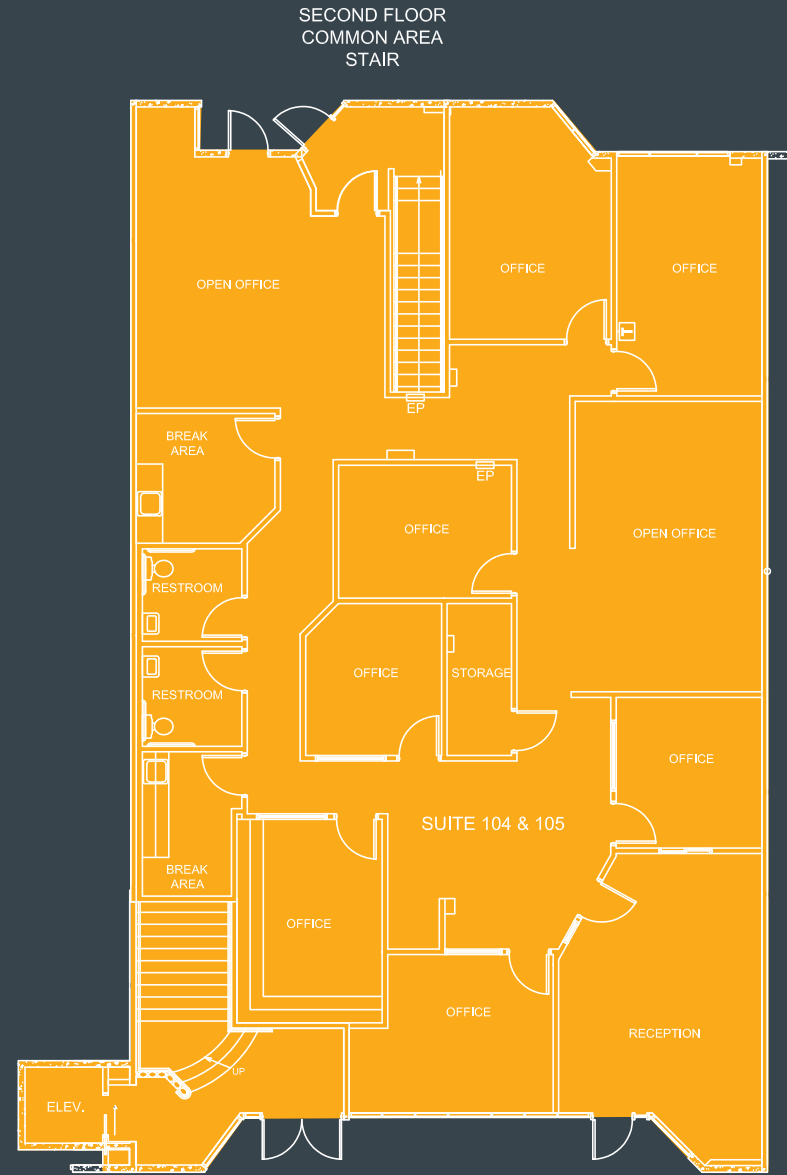 SECOND FLOOR
COMMON AREA
STAIR
OFFICE
OFFICE
OPEN OFFICE
T
EP
BREAK
AREA
EP
OFFICE
OPEN OFFICE
RESTROOM
OFFICE
STORAGE
RESTROOM
OFFICE
SUITE 104 & 105
BREAK
AREA
OFFICE
OFFICE
RECEPTION
UP
ELEV.